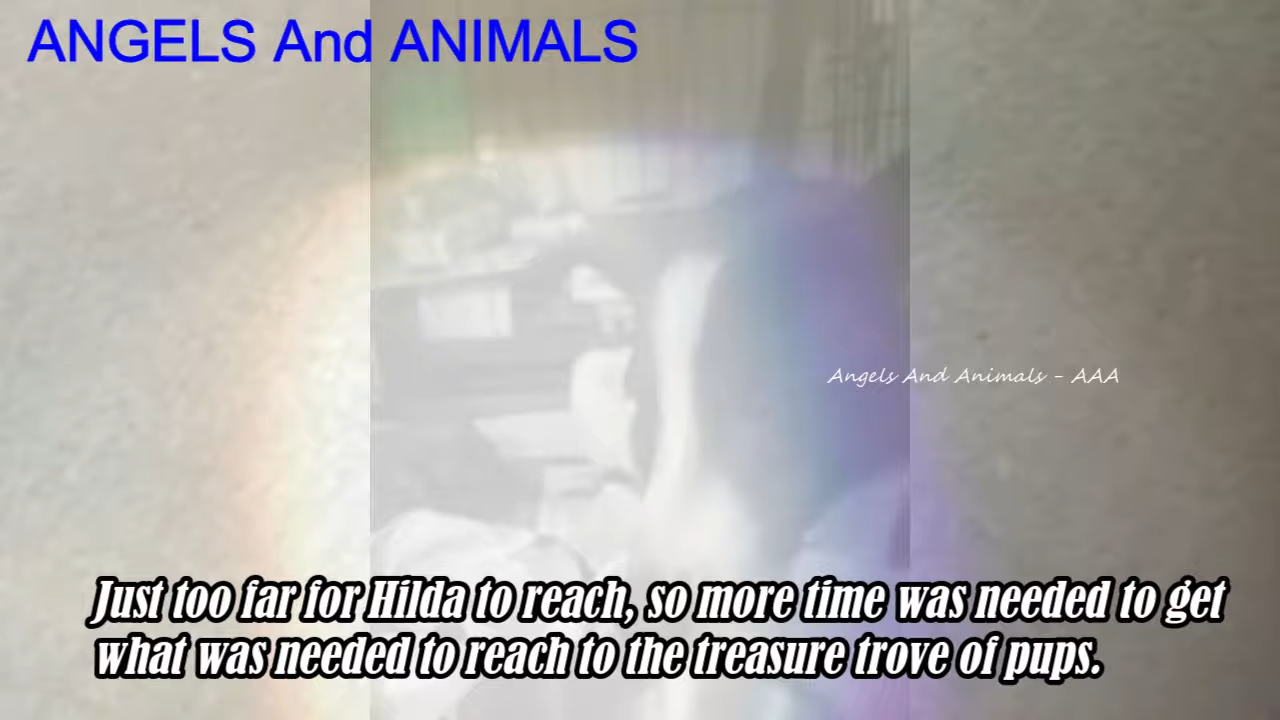 ANGELS And ANIMALS
Angels And Animals - AAA
Just too far for Hilda to reach, so more time was needed to get
what was needed to reach to the treasure trove of pups.